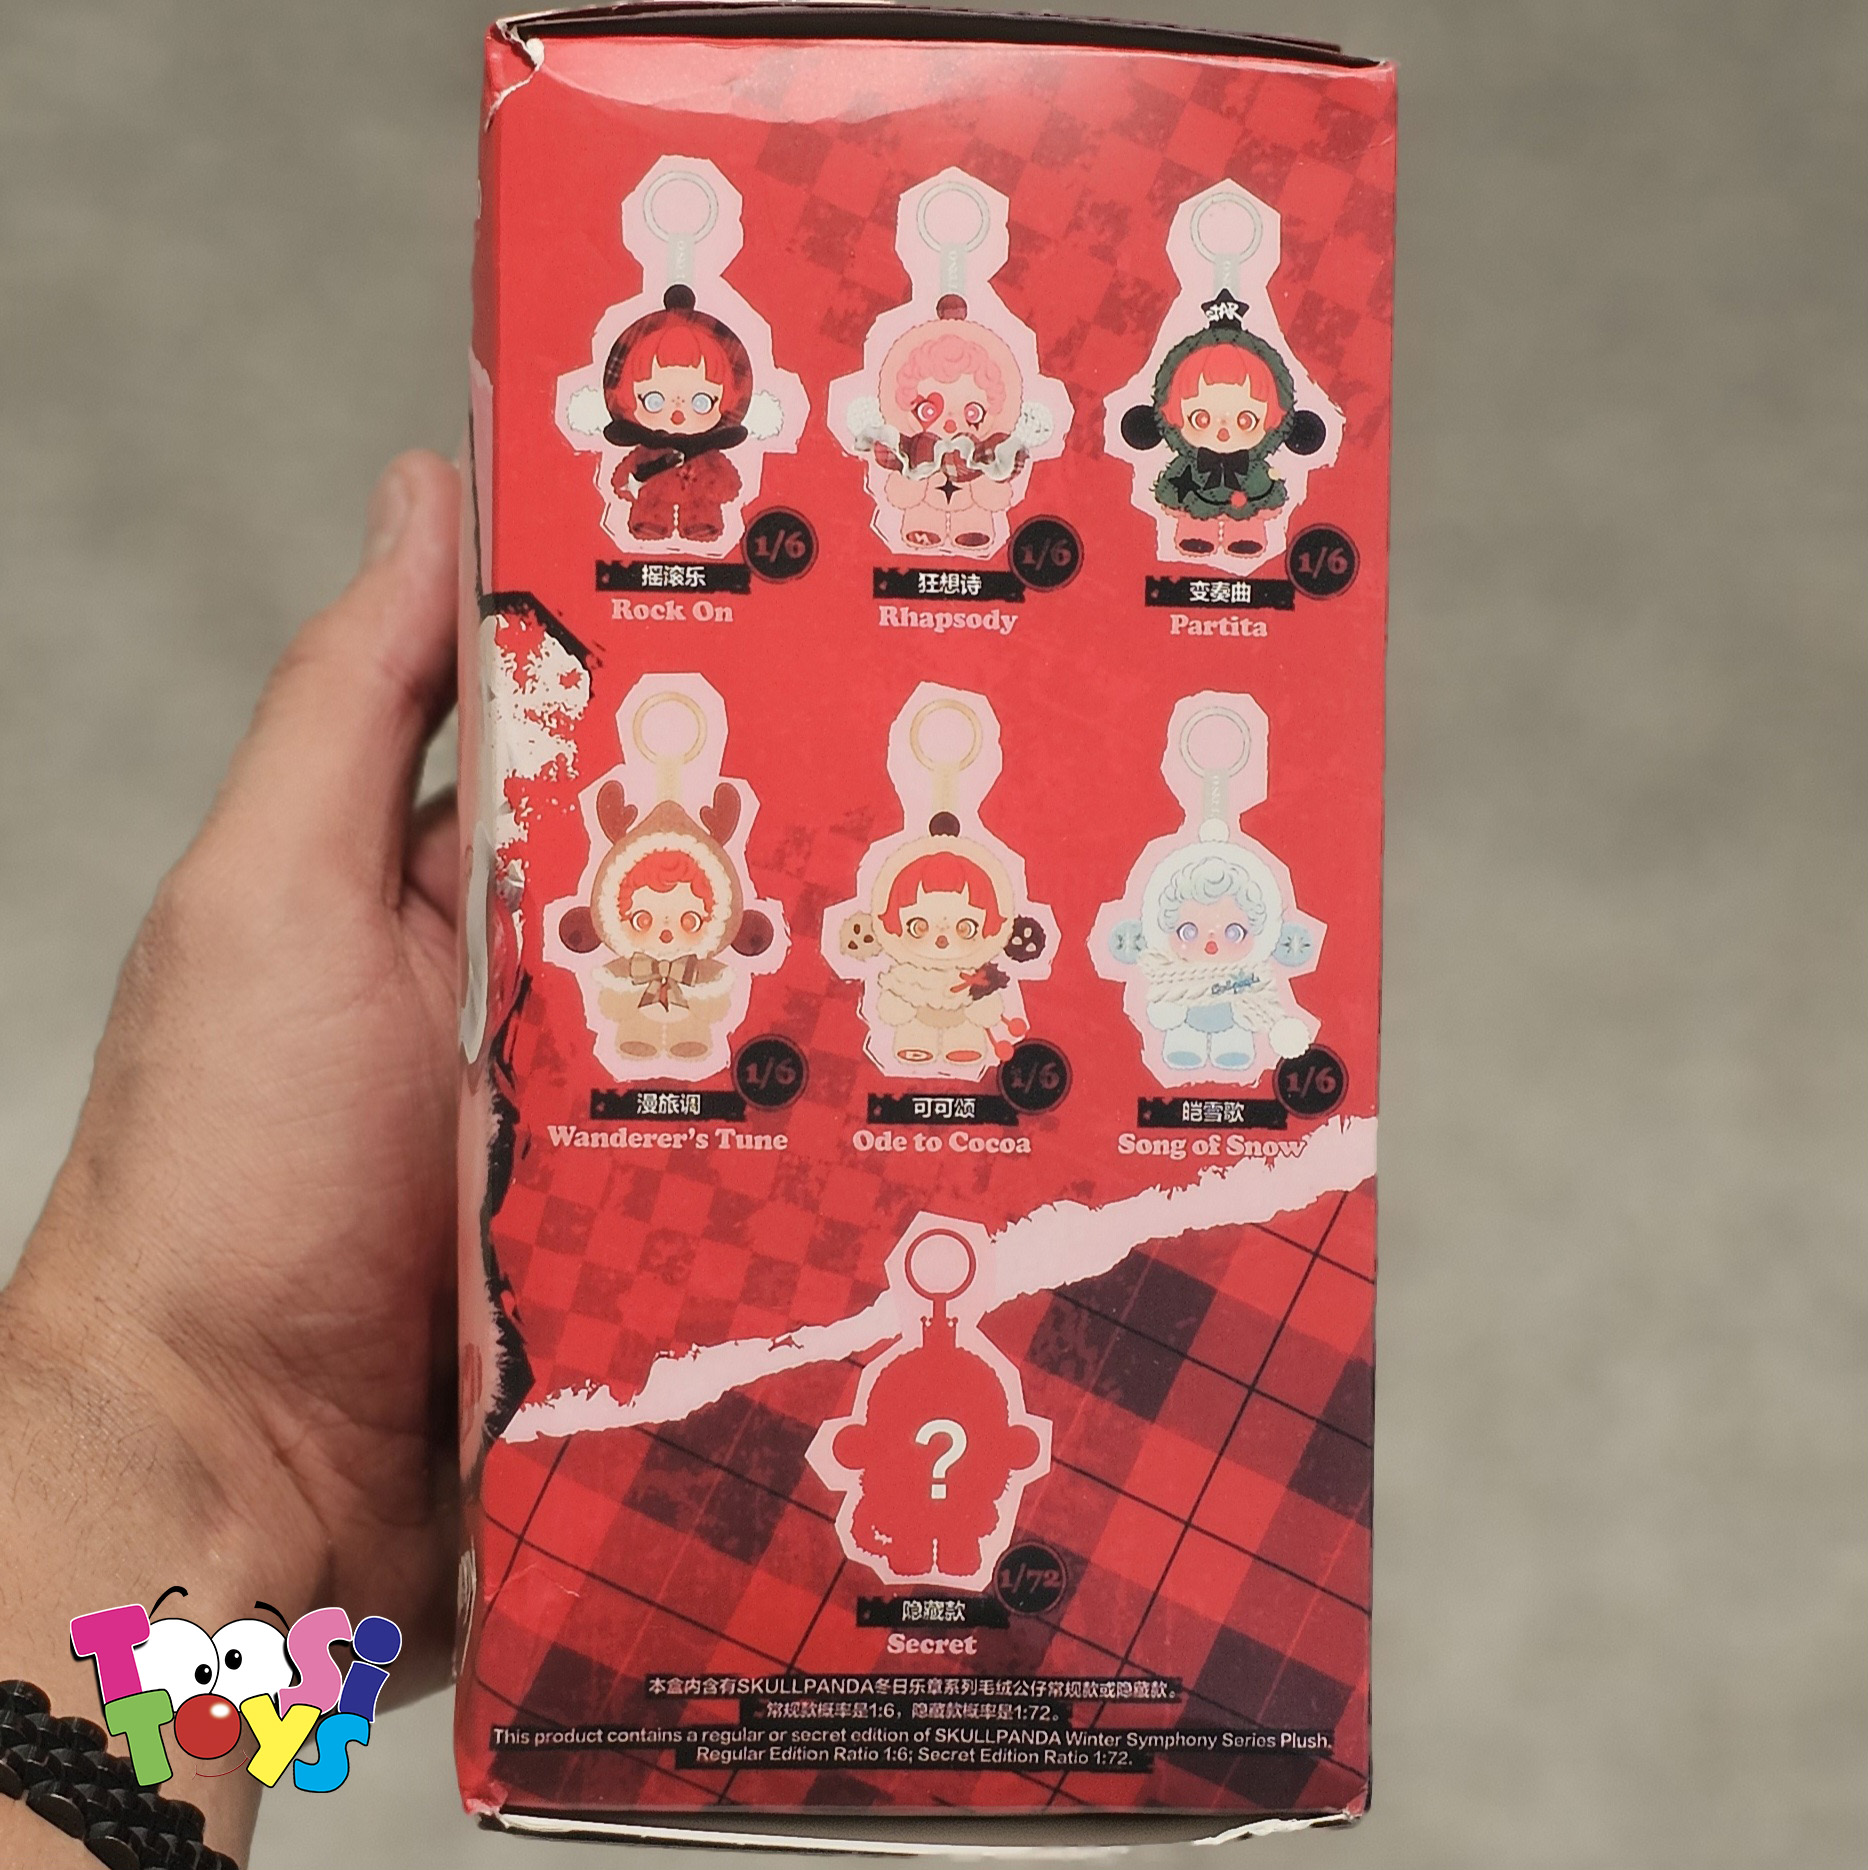 STAR
1/6
1/6
1/6
摇滚乐
狂想诗
变奏曲
Rock On
Rhapsody
Partita
1/6
1/6
1/6
漫旅调
可可颂
皑雪歌
Wanderer's Tune
Ode to Cocoa
Song of Snow
?
1/72
隐藏款
Secret
本盒内含有SKULLPANDA冬日乐章系列毛绒公仔常规款或隐藏款。
常规款概率是1:6，隐藏款概率是1:72。
This product contains a regular or secret edition of SKULLPANDA Winter Symphony Series Plush.
Regular Edition Ratio 1:6; Secret Edition Ratio 1:72.
TOOSi
Toys